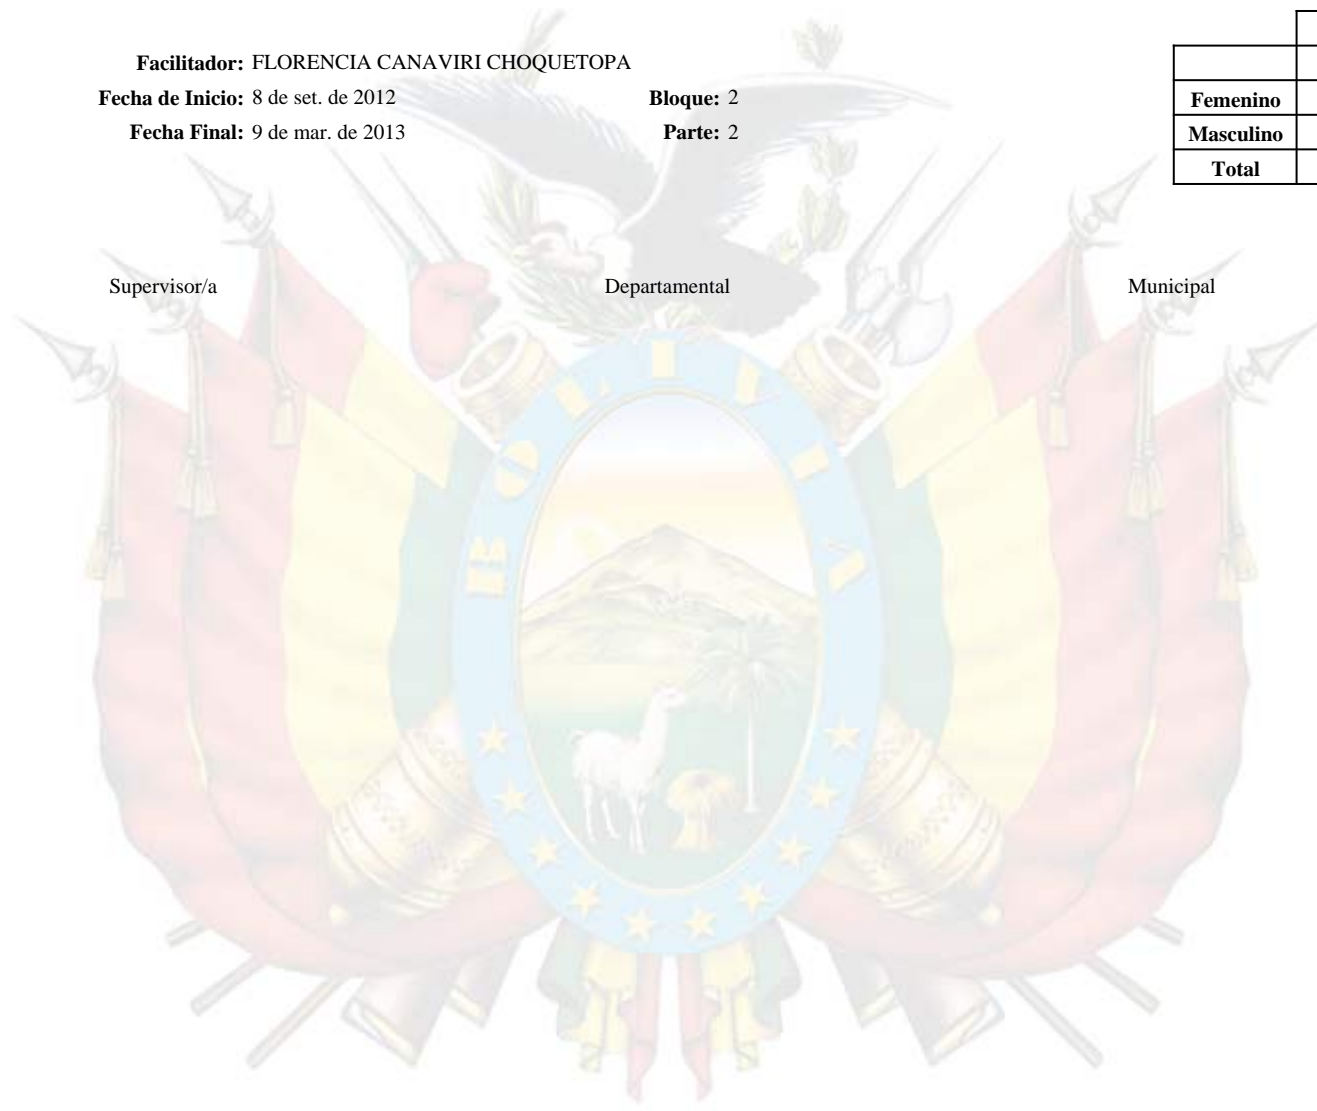 Facilitador: FLORENCIA CANAVIRI CHOQUETOPA
Fecha de Inicio: 8 de set. de 2012 Bloque: 2
Fecha Final: 9 de mar. de 2013 Parte: 2
Femenino
Masculino
Total
Supervisor/a Departamental Municipal
BOLIVIA